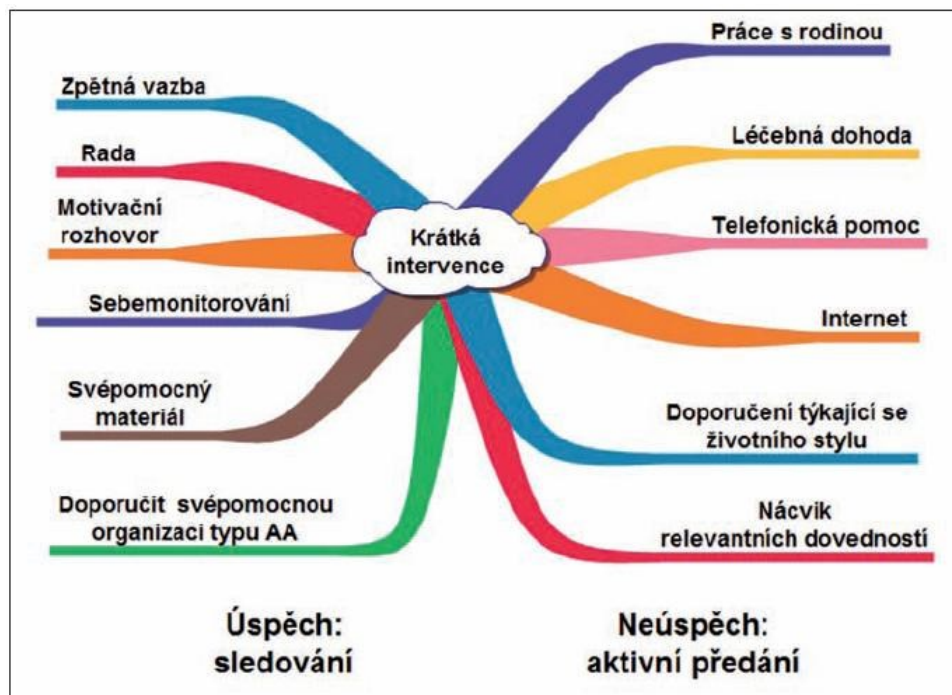 Krátká
intervence
Zpětná vazba
Rada
Motivační
rozhovor
Sebemonitorování
Svépomocný
materiál
Doporučit svépomocnou
organizaci typu AA
Práce s rodinou
Léčebná dohoda
Telefonická pomoc
Internet
Doporučení týkající se
životního stylu
Nácvik
relevantních dovedností
Úspěch:
sledování
Neúspěch:
aktivní předání